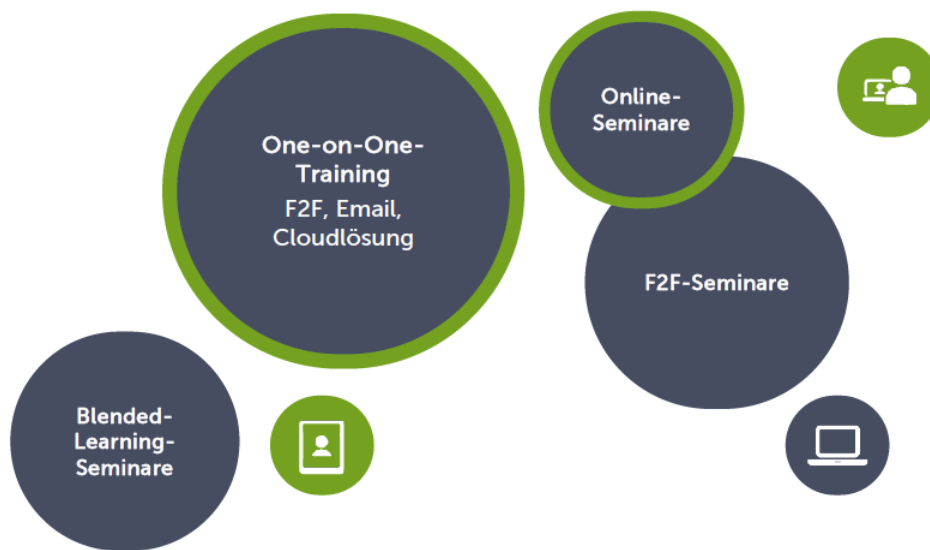 One-on-One-
Training
F2F, Email,
Cloudlösung
Online-
Seminare
F2F-Seminare
Blended-
Learning-
Seminare